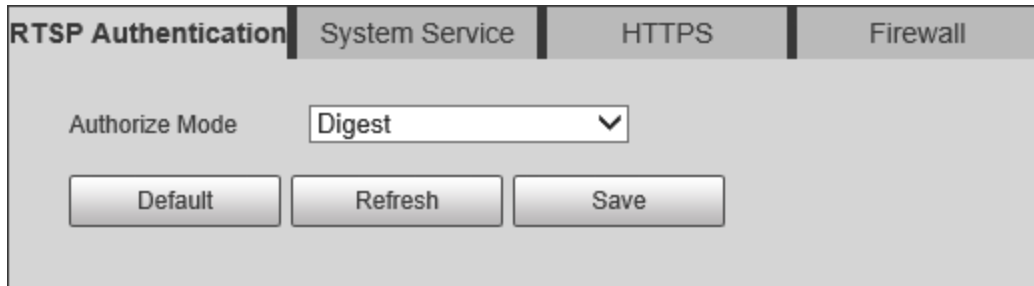 RTSP Authentication System Service HTTPS Firewall
Authorize Mode Digest
Default Refresh Save